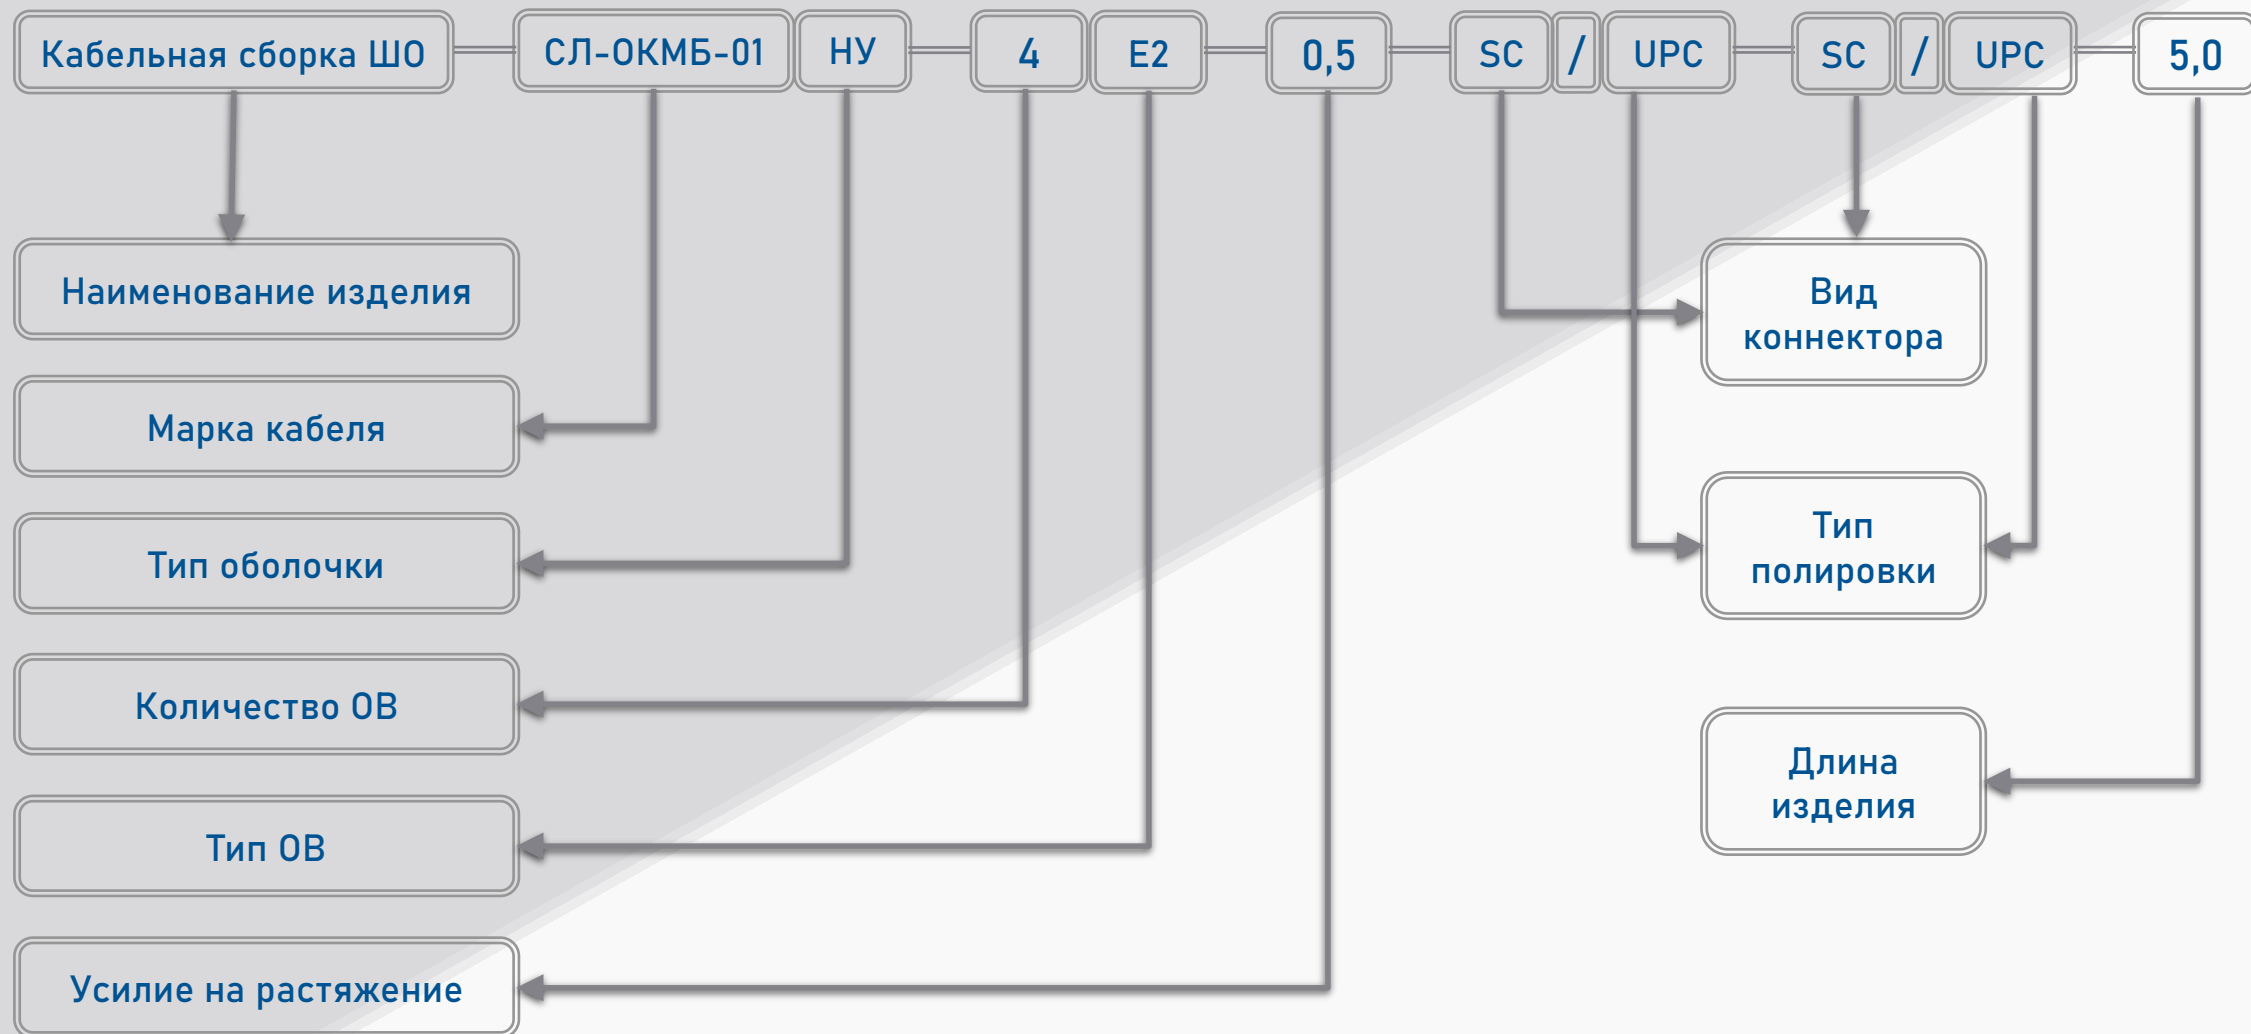 Кабельная сборка ШО СЛ-ОКМБ-01 НУ 4 Е2 0,5 SC / UPC SC / UPC 5,0
Наименование изделия
Марка кабеля
Тип оболочки
Количество ОВ
Тип ОВ
Усилие на растяжение
Вид
коннектора
Тип
полировки
Длина
изделия